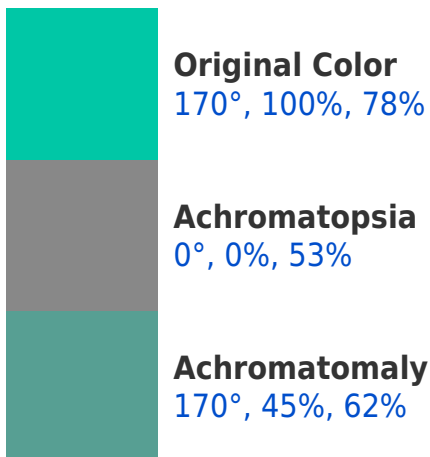 Original Color
170°, 100%, 78%
Achromatopsia
0°, 0%, 53%
Achromatomaly
170°, 45%, 62%